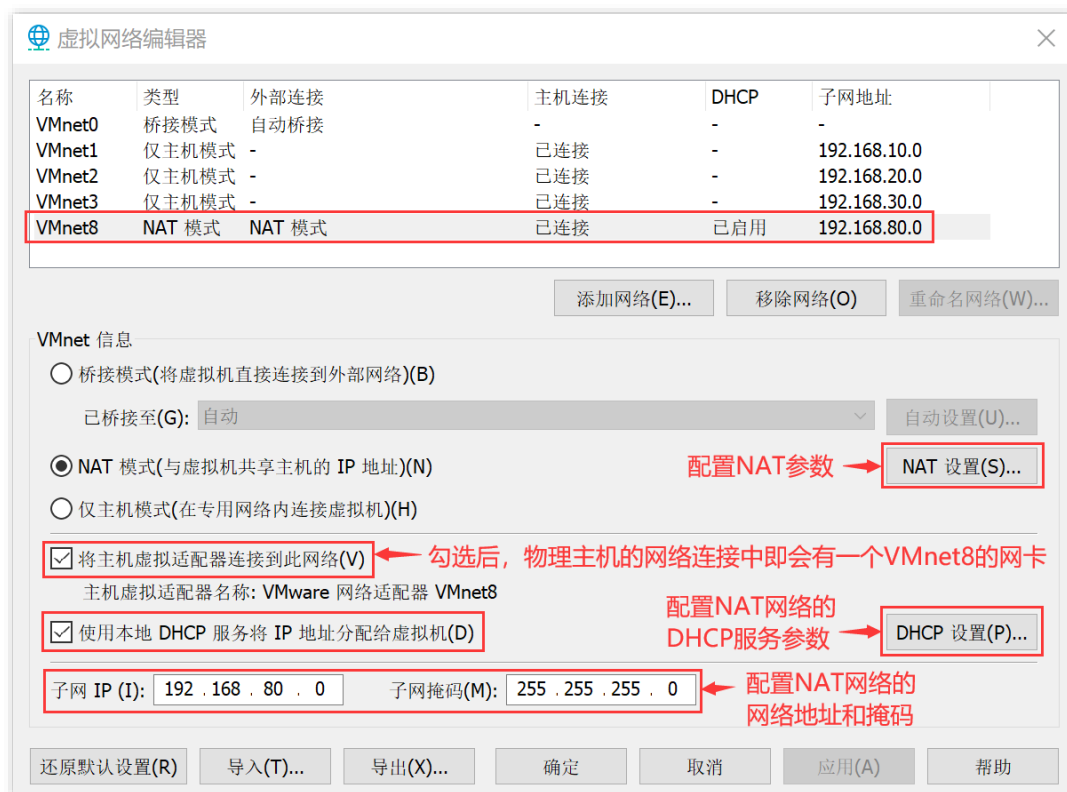 虚拟网络编辑器
名称 类型 外部连接 主机连接 DHCP 子网地址
VMnet0 桥接模式 自动桥接 - - -
VMnet1 仅主机模式 - 已连接 - 192.168.10.0
VMnet2 仅主机模式 - 已连接 - 192.168.20.0
VMnet3 仅主机模式 - 已连接 - 192.168.30.0
VMnet8 NAT 模式 NAT 模式 已连接 已启用 192.168.80.0
添加网络(E)... 移除网络(O) 重命名网络(W)...
VMnet 信息
桥接模式(将虚拟机直接连接到外部网络)(B)
已桥接至(G): 自动 自动设置(U)...
NAT 模式(与虚拟机共享主机的 IP 地址)(N) 配置NAT参数 NAT 设置(S)...
仅主机模式(在专用网络内连接虚拟机)(H)
将主机虚拟适配器连接到此网络(V) 勾选后，物理主机的网络连接中即会有一个VMnet8的网卡
主机虚拟适配器名称: VMware 网络适配器 VMnet8
配置NAT网络的
DHCP服务参数
使用本地 DHCP 服务将 IP 地址分配给虚拟机(D) DHCP 设置(P)...
子网 IP (I): 192 . 168 . 80 . 0 子网掩码(M): 255 . 255 . 255 . 0
配置NAT网络的
网络地址和掩码
还原默认设置(R) 导入(T)... 导出(X)... 确定 取消 应用(A) 帮助